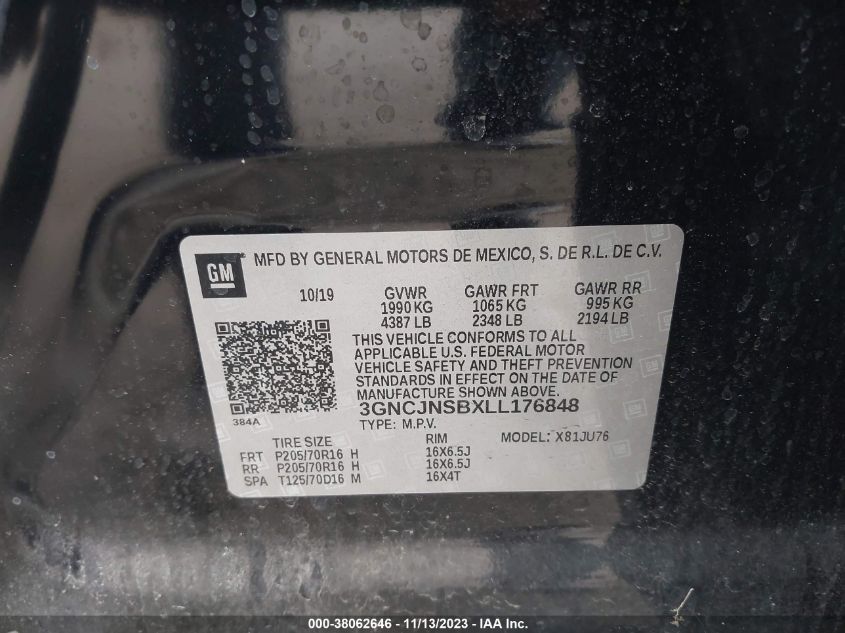 GM
MFD BY GENERAL MOTORS DE MEXICO, S. DE R.L. DE C.V.
10/19 GVWR GAWR FRT GAWR RR
1990 KG 1065 KG 995 KG
4387 LB 2348 LB 2194 LB
THIS VEHICLE CONFORMS TO ALL
APPLICABLE U.S. FEDERAL MOTOR
VEHICLE SAFETY AND THEFT PREVENTION
STANDARDS IN EFFECT ON THE DATE OF
MANUFACTURE SHOWN ABOVE.
384A
3GNCJNSBXLL176848
TYPE: M.P.V.
TIRE SIZE RIM MODEL: X81JU76
FRT P205/70R16 H 16X6.5J
RR P205/70R16 H 16X6.5J
SPA T125/70D16 M 16X4T
000-38062646 - 11/13/2023 - IAA Inc.